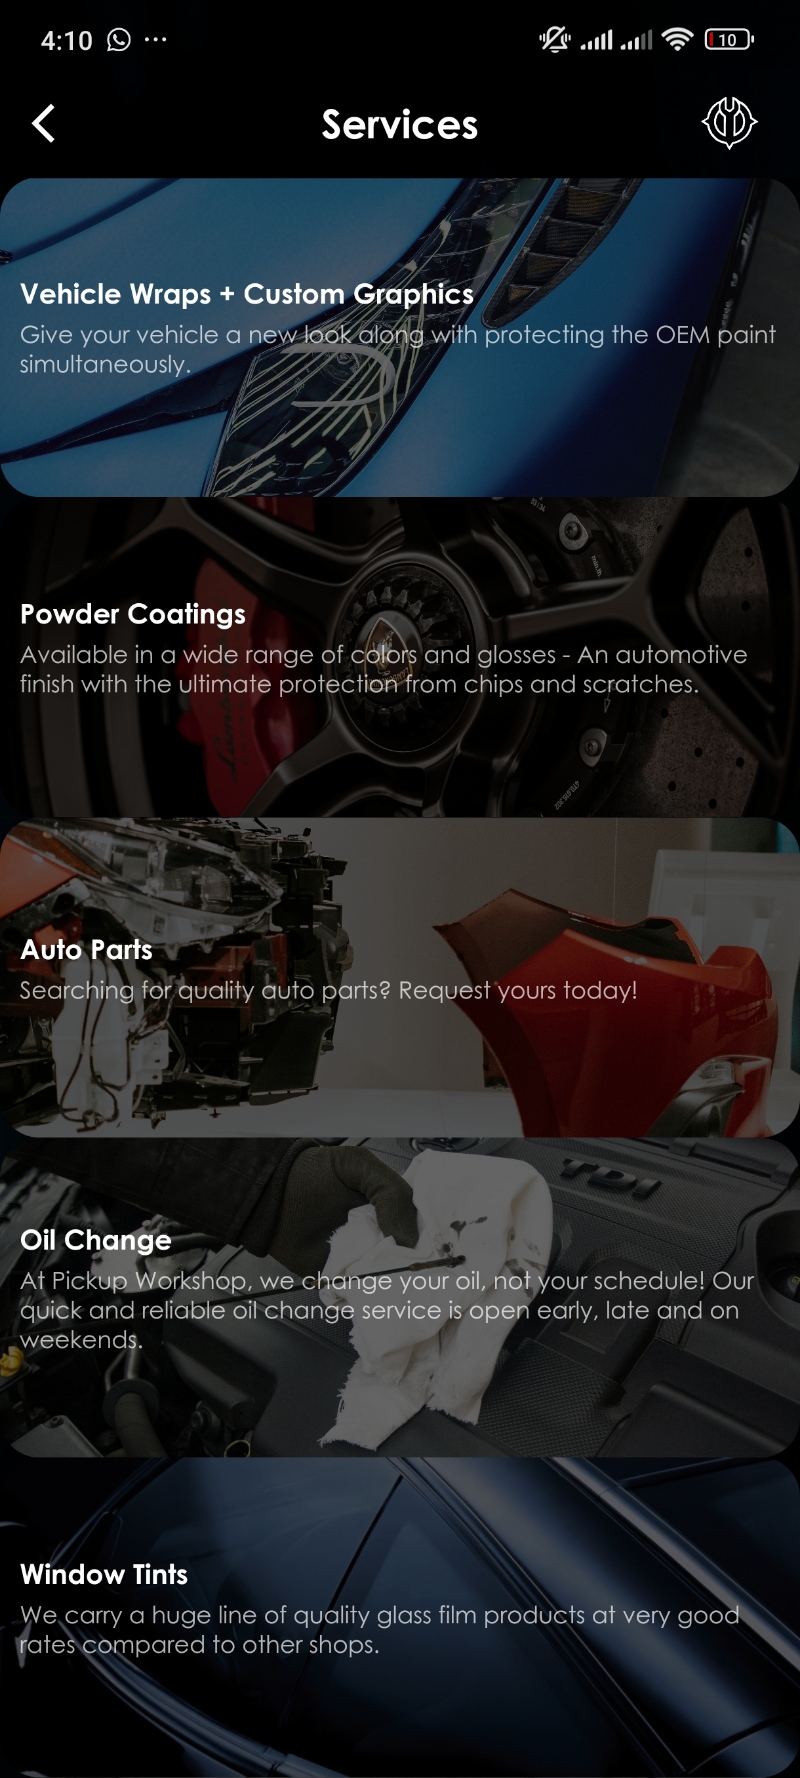 4:10
10
Services
Vehicle Wraps + Custom Graphics
Give your vehicle a new look along with protecting the OEM paint
simultaneously.
Powder Coatings
Available in a wide range of colors and glosses - An automotive
finish with the ultimate protection from chips and scratches.
Auto Parts
Searching for quality auto parts? Request yours today!
TDI
Oil Change
At Pickup Workshop, we change your oil, not your schedule! Our
quick and reliable oil change service is open early, late and on
weekends.
Window Tints
We carry a huge line of quality glass film products at very good
rates compared to other shops.